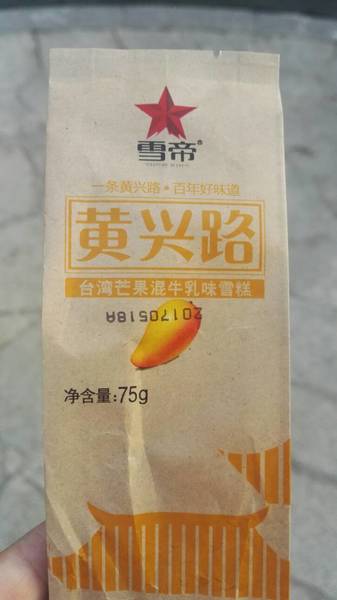 雪帝®
一条黄兴路·百年好味道
黄兴路
台湾芒果混牛乳味雪糕
20170518A
净含量:75g